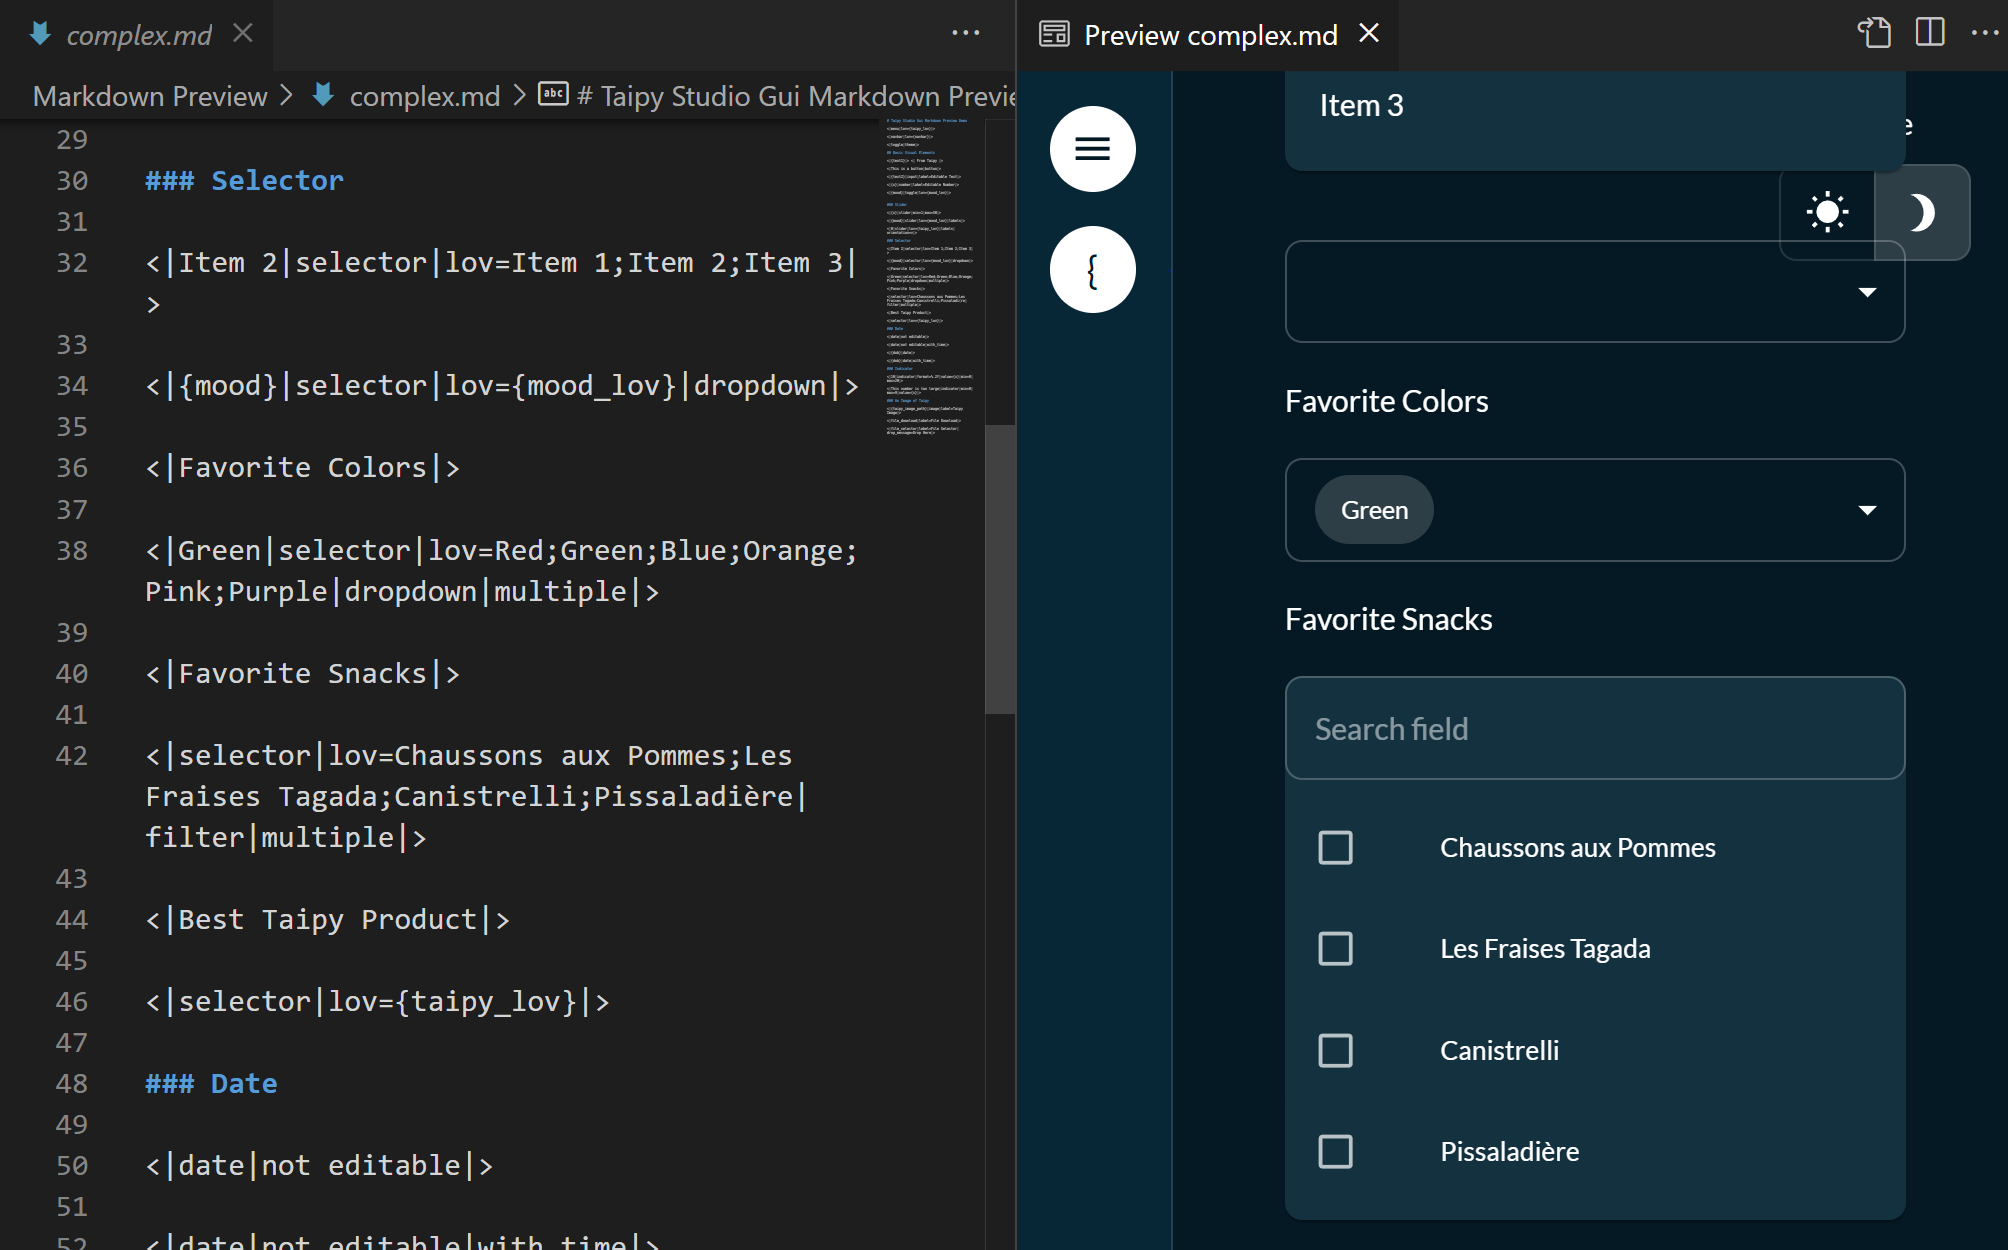 complex.md
Markdown Preview > complex.md > # Taipy Studio Gui Markdown Previe
29
30 ### Selector
31
32 <|Item 2|selector|lov=Item 1;Item 2;Item 3|
>
33
34 <|{mood}|selector|lov={mood_lov}|dropdown|>
35
36 <|Favorite Colors|>
37
38 <|Green|selector|lov=Red;Green;Blue;Orange;
Pink;Purple|dropdown|multiple|>
39
40 <|Favorite Snacks|>
41
42 <|selector|lov=Chaussons aux Pommes;Les
Fraises Tagada;Canistrelli;Pissaladière|
filter|multiple|>
43
44 <|Best Taipy Product|>
45
46 <|selector|lov={taipy_lov}|>
47
48 ### Date
49
50 <|date|not editable|>
51
52 <|date|not editable|with_time|>
Preview complex.md
{
Item 3
e
Favorite Colors
Green
Favorite Snacks
Search field
Chaussons aux Pommes
Les Fraises Tagada
Canistrelli
Pissaladière